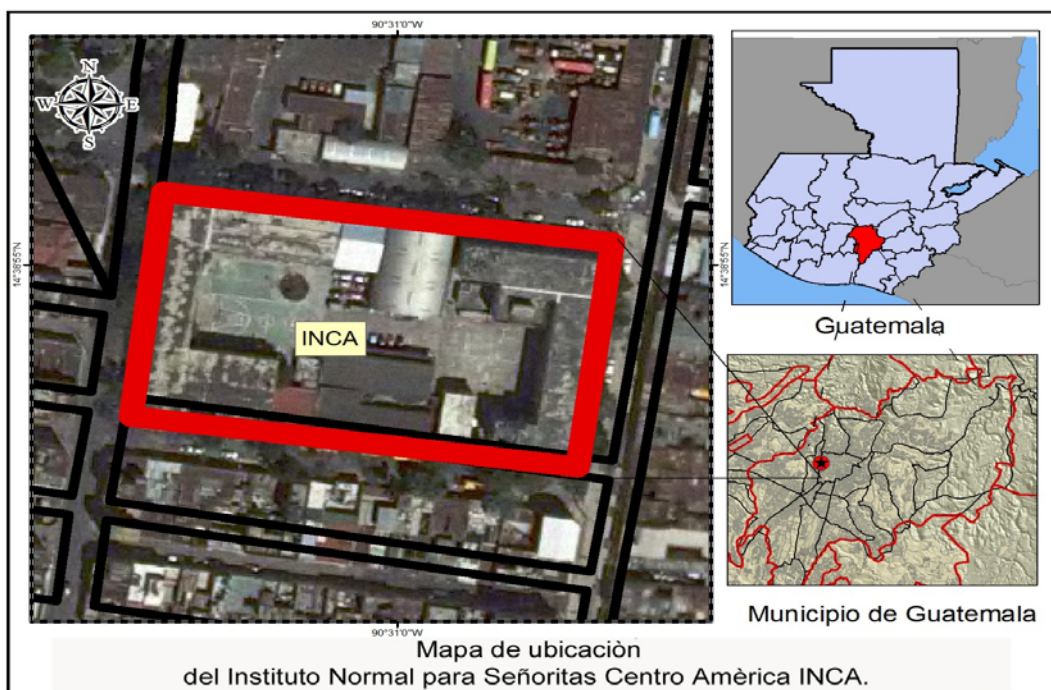 90°31'0"W
N
W E
S
14°38'55"N
14°38'55"N
INCA
90°31'0"W
Guatemala
Municipio de Guatemala
Mapa de ubicaciòn
del Instituto Normal para Señoritas Centro Amèrica INCA.